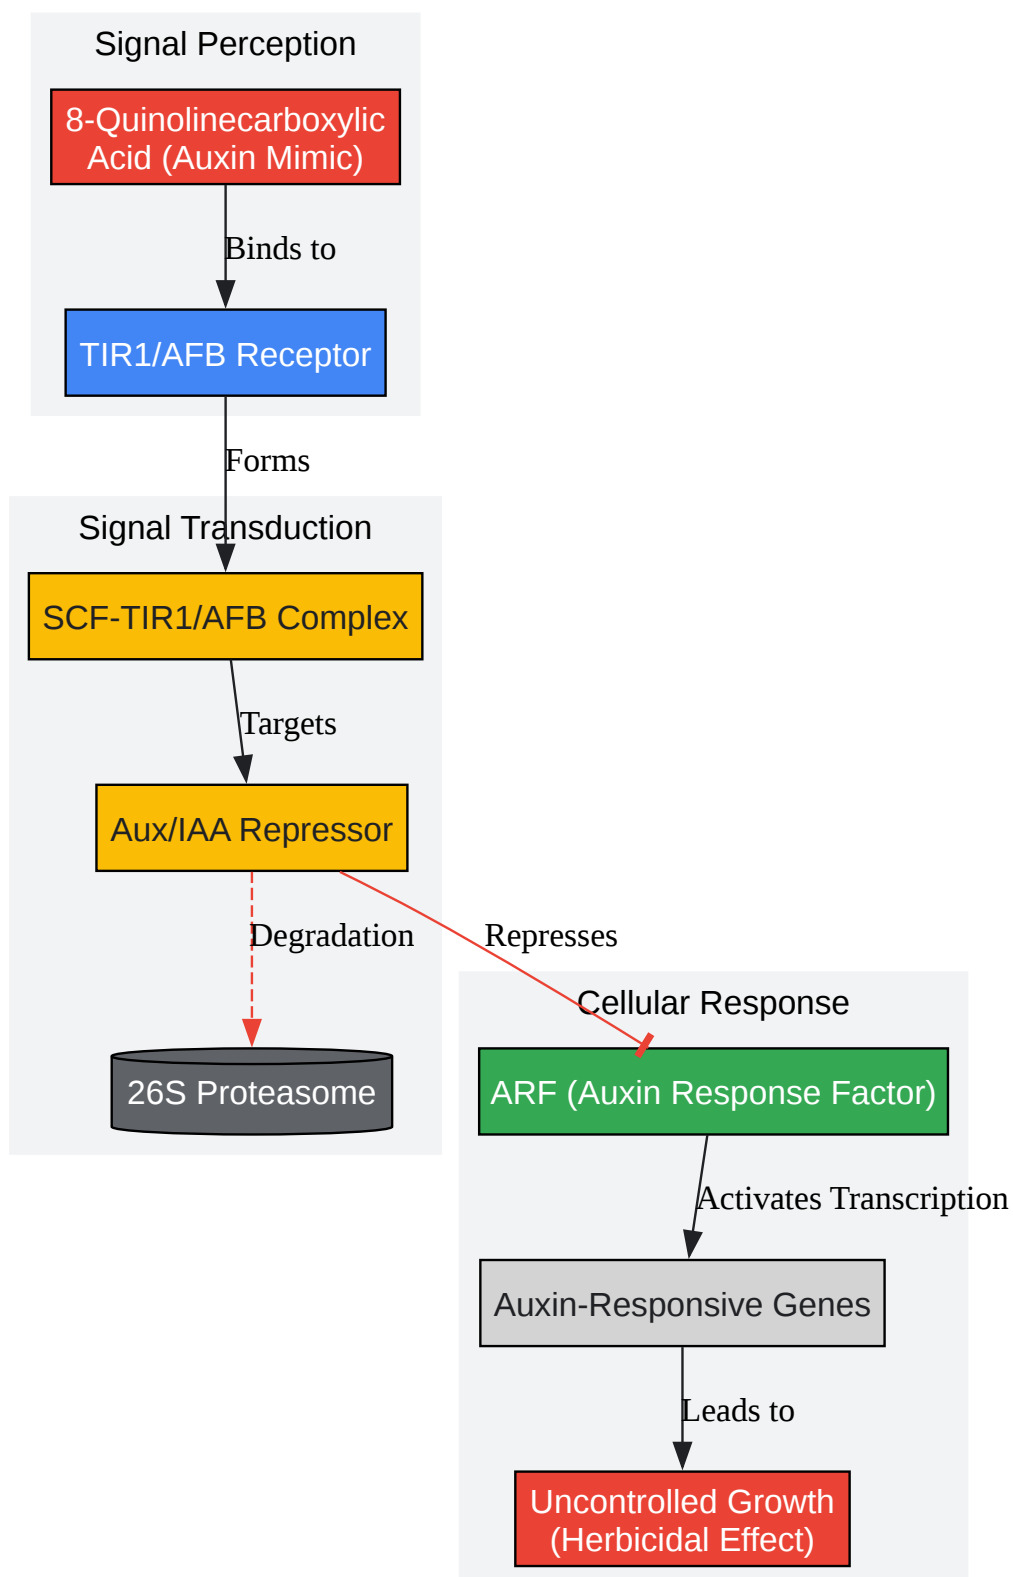 Signal Perception
8-Quinolinecarboxylic
Acid (Auxin Mimic)
Binds to
TIR1/AFB Receptor
Forms
Signal Transduction
SCF-TIR1/AFB Complex
Targets
Aux/IAA Repressor
Degradation
Represses
Cellular Response
26S Proteasome
ARF (Auxin Response Factor)
Activates Transcription
Auxin-Responsive Genes
Leads to
Uncontrolled Growth
(Herbicidal Effect)